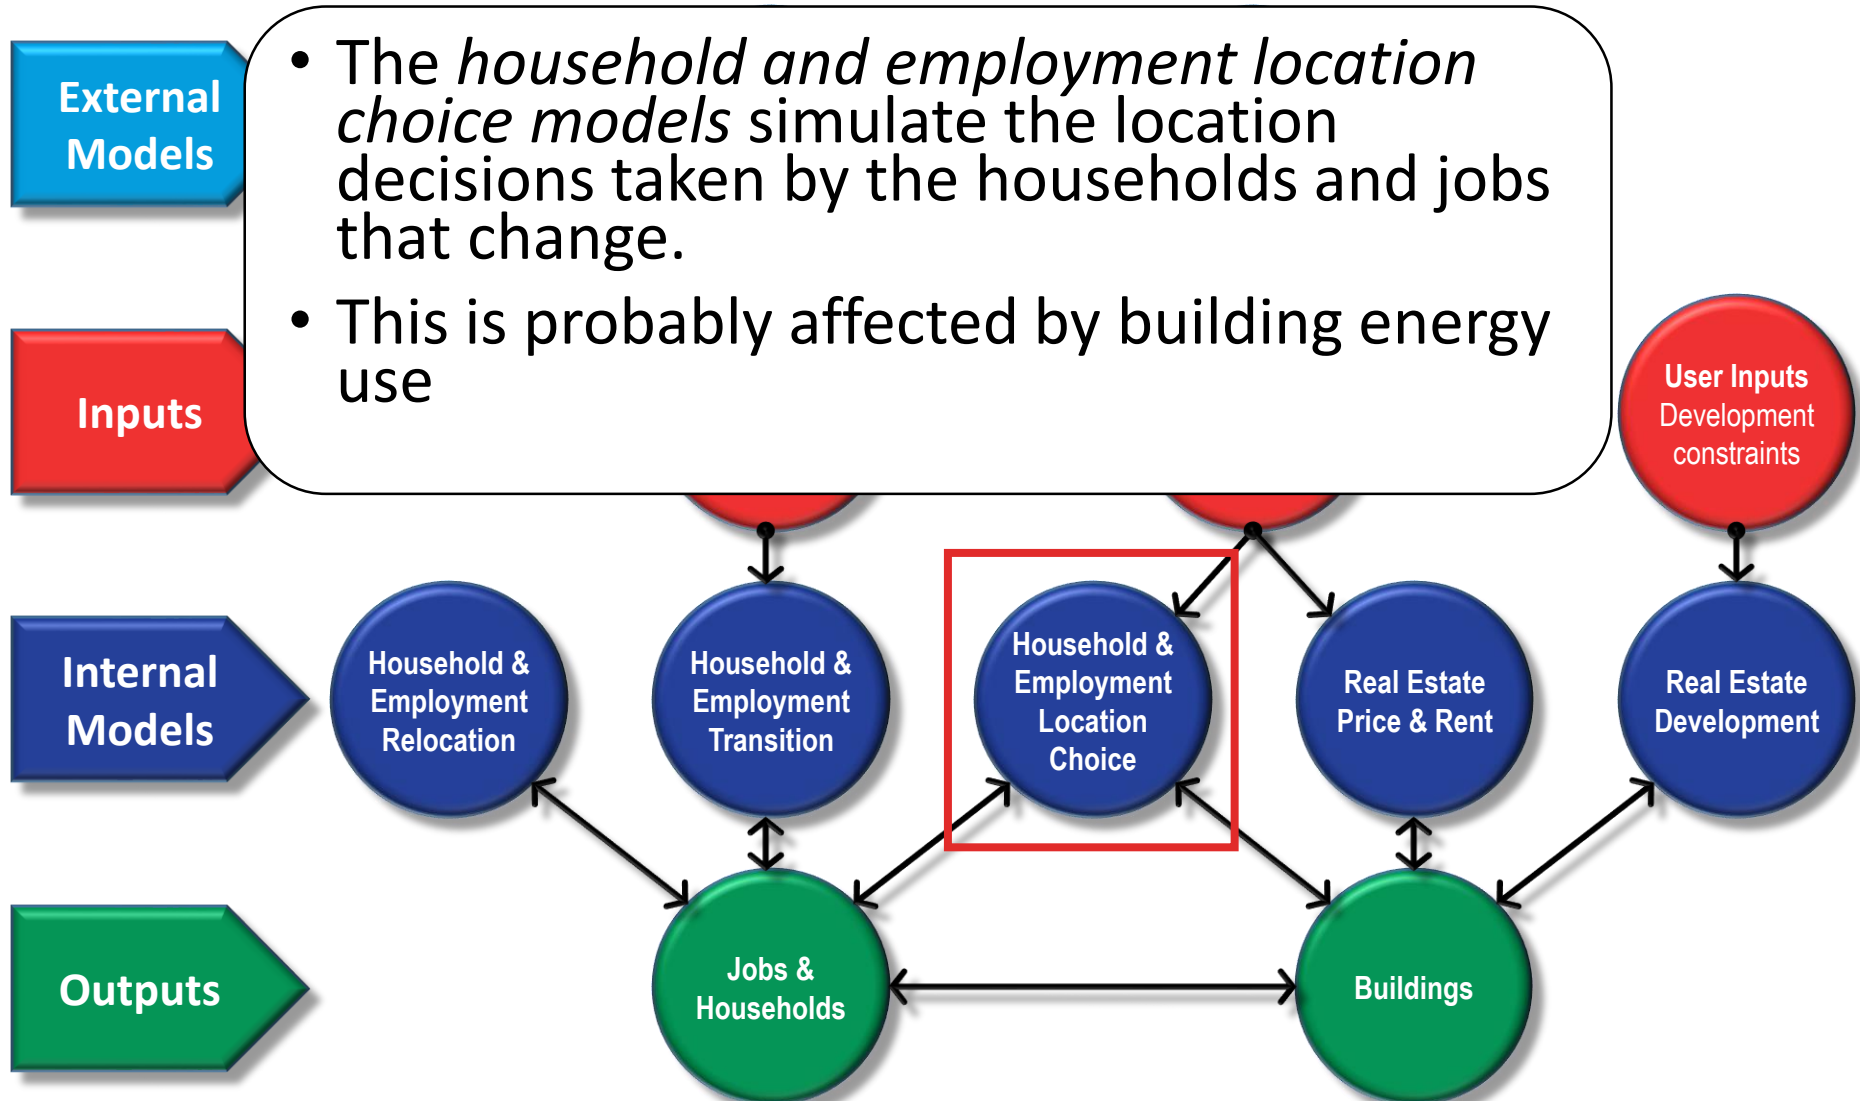 External
Models
• The household and employment location
choice models simulate the location
decisions taken by the households and jobs
that change.
• This is probably affected by building energy
use
Inputs
User Inputs
Development
constraints
Internal
Models
Household &
Employment
Relocation
Household &
Employment
Transition
Household &
Employment
Location
Choice
Real Estate
Price & Rent
Real Estate
Development
Outputs
Jobs &
Households
Buildings